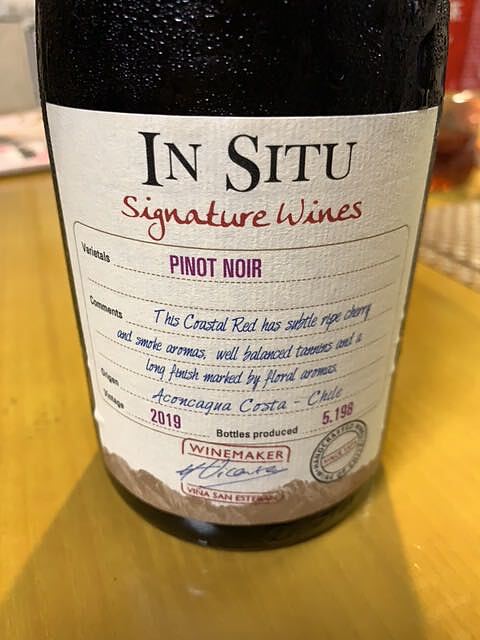 IN SITU
Signature Wines
Varietals PINOT NOIR
Comments This Coastal Red has subtle ripe cherry
and smoke aromas, well balanced tannins and a
long finish marked by floral aromas.
Origen Aconcagua Costa - Chile
Vintage 2019 Bottles produced 5.198
WINEMAKER
VIÑA SAN ESTEBAN
HANDCRAFTED